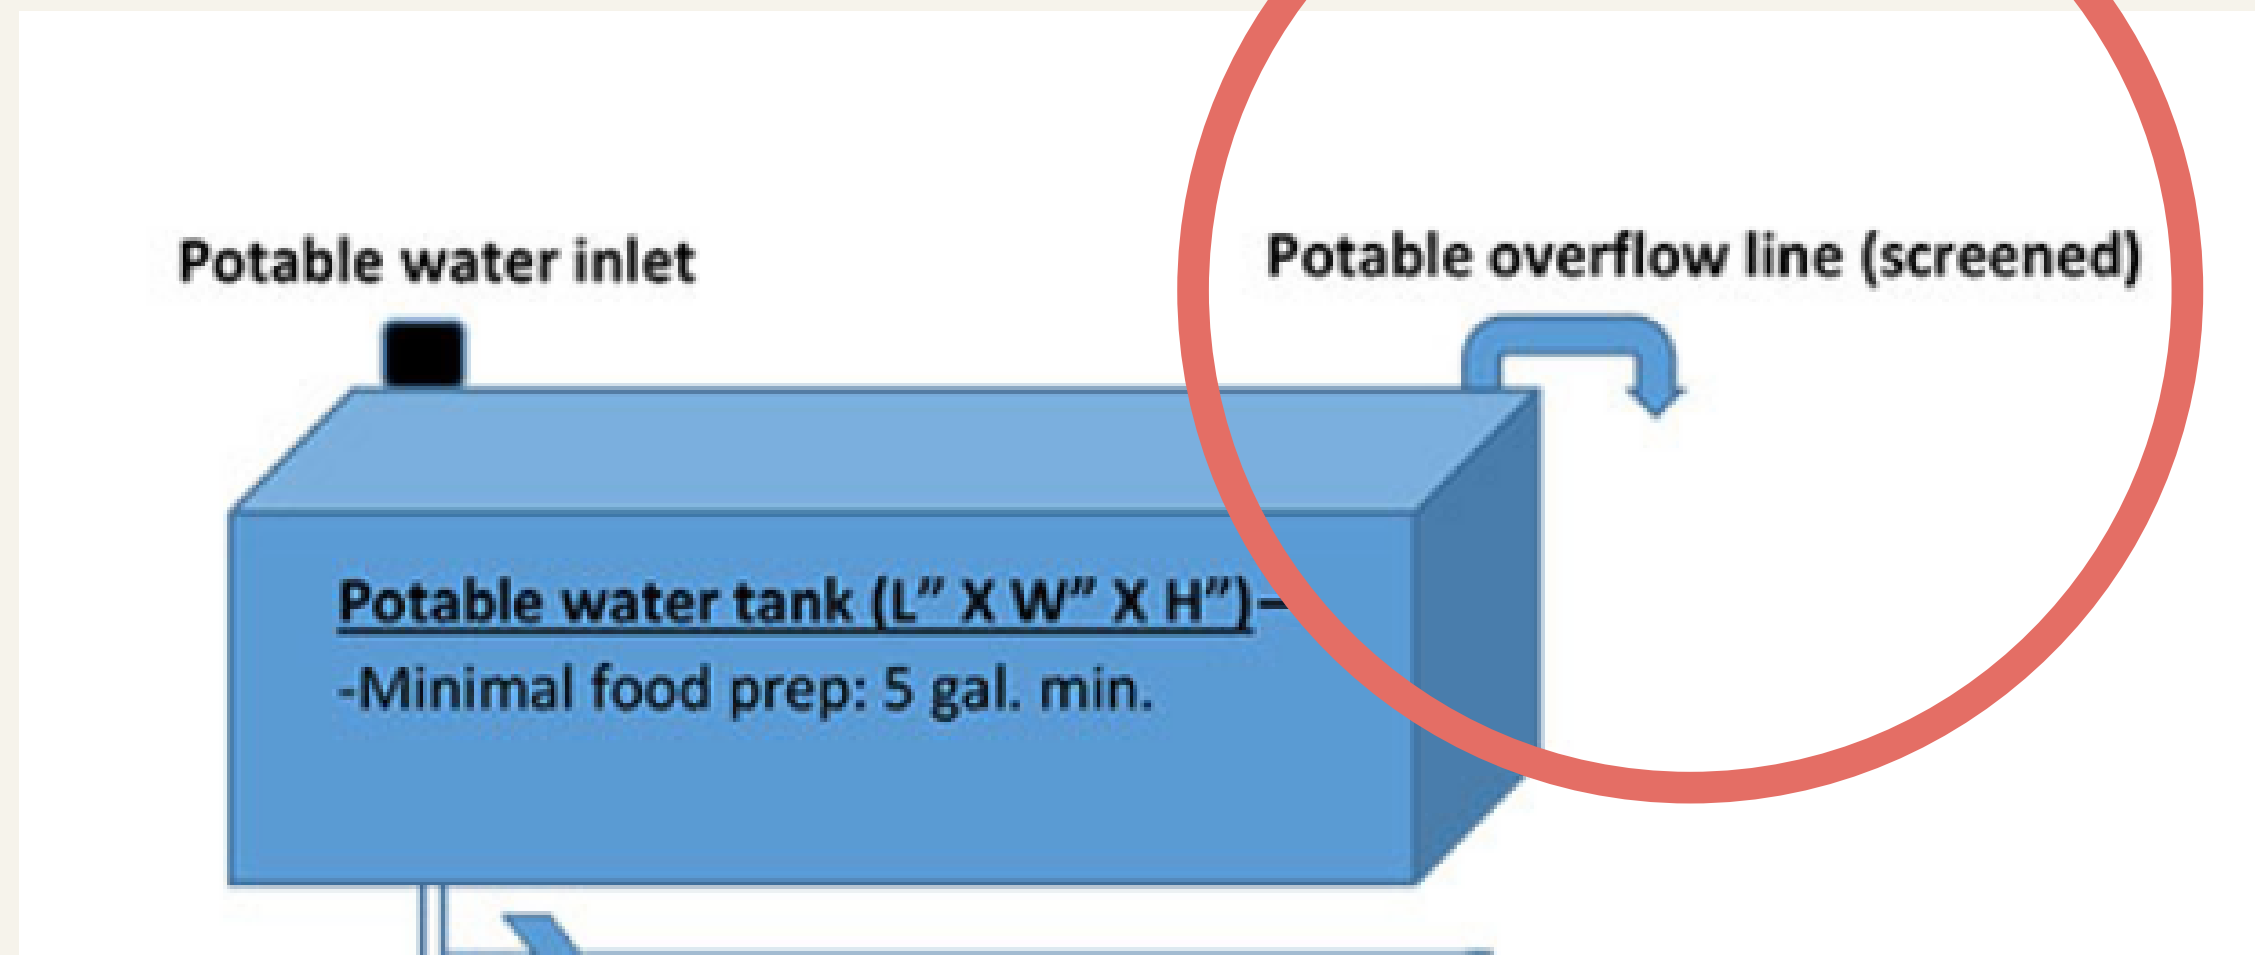 Potable water inlet
Potable overflow line (screened)
Potable water tank (L” X W” X H”)–
-Minimal food prep: 5 gal. min.